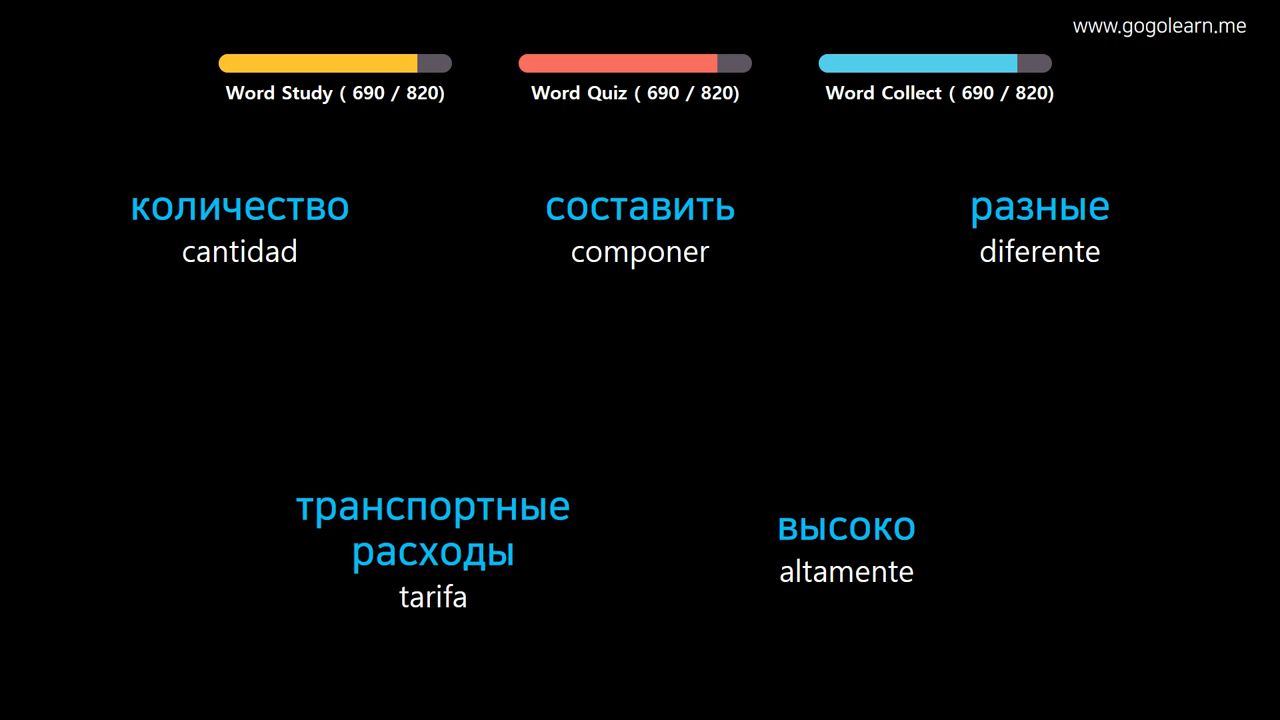 www.gogolearn.me
Word Study ( 690 / 820)
Word Quiz ( 690 / 820)
Word Collect ( 690 / 820)
количество
cantidad
составить
componer
разные
diferente
транспортные
расходы
tarifa
высоко
altamente